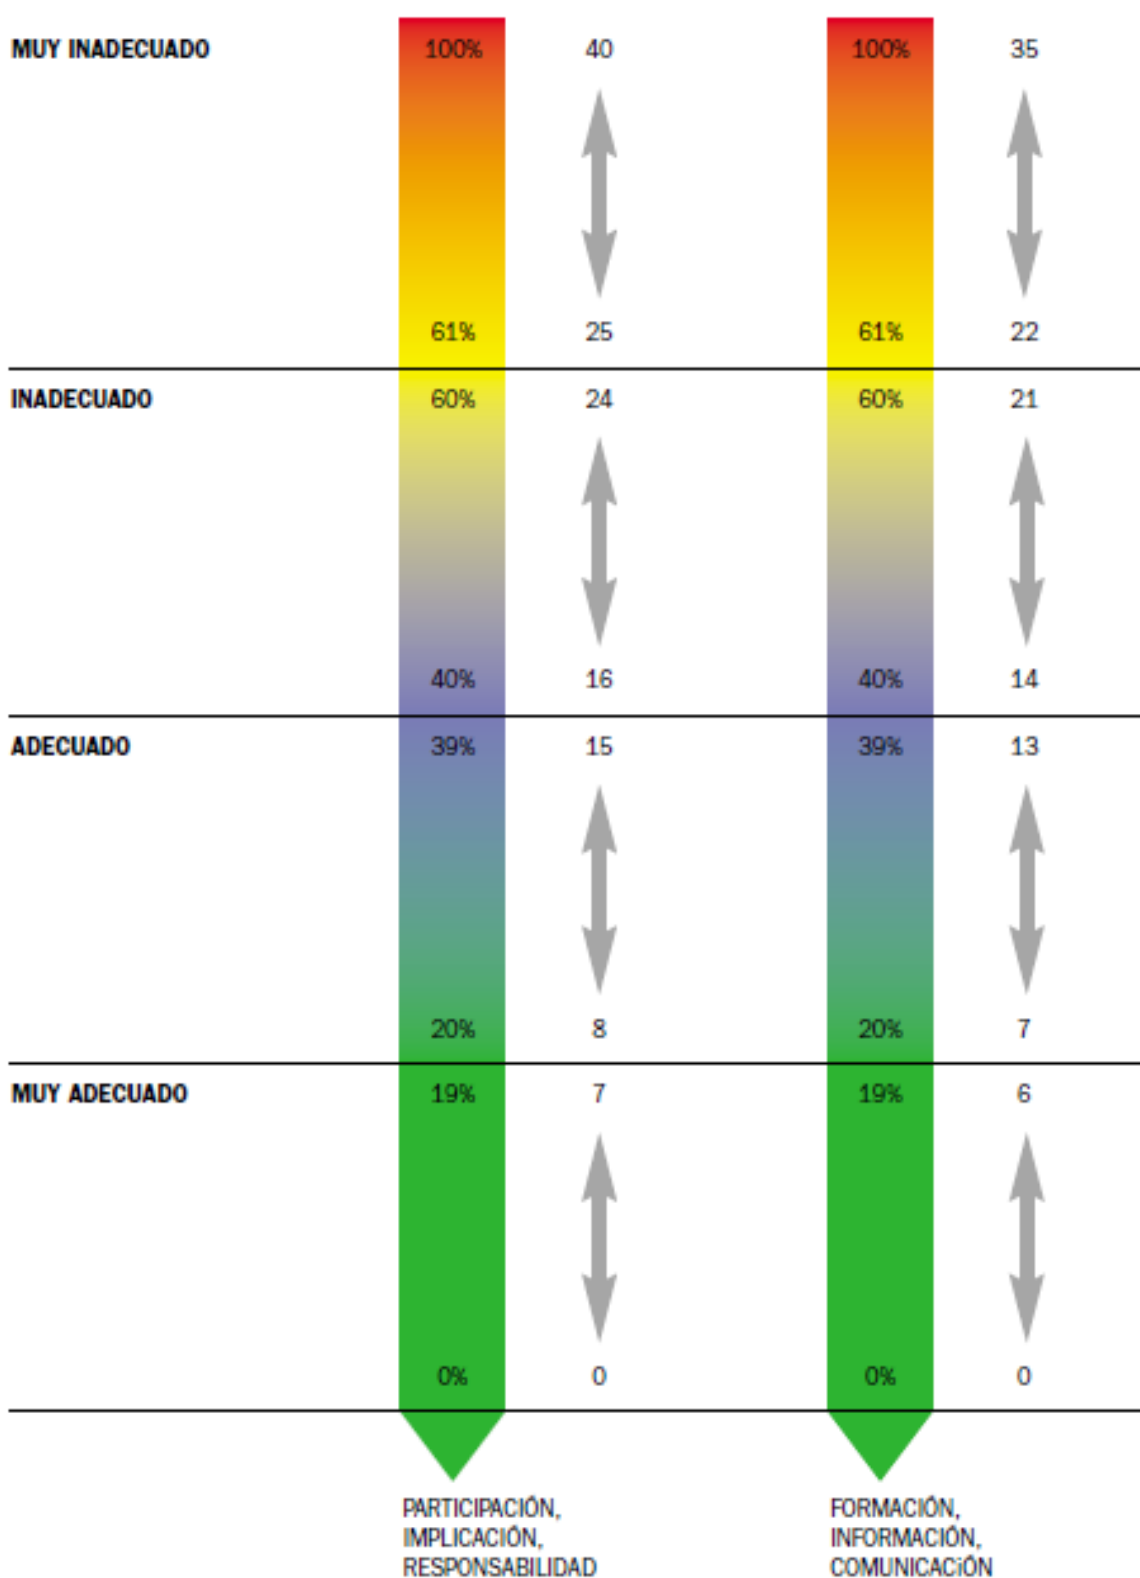 MUY INADECUADO 100% 40 100% 35
61% 25 61% 22
INADECUADO 60% 24 60% 21
40% 16 40% 14
ADECUADO 39% 15 39% 13
20% 8 20% 7
MUY ADECUADO 19% 7 19% 6
0% 0 0% 0
PARTICIPACIÓN,
IMPLICACIÓN,
RESPONSABILIDAD
FORMACIÓN,
INFORMACIÓN,
COMUNICACiÓN